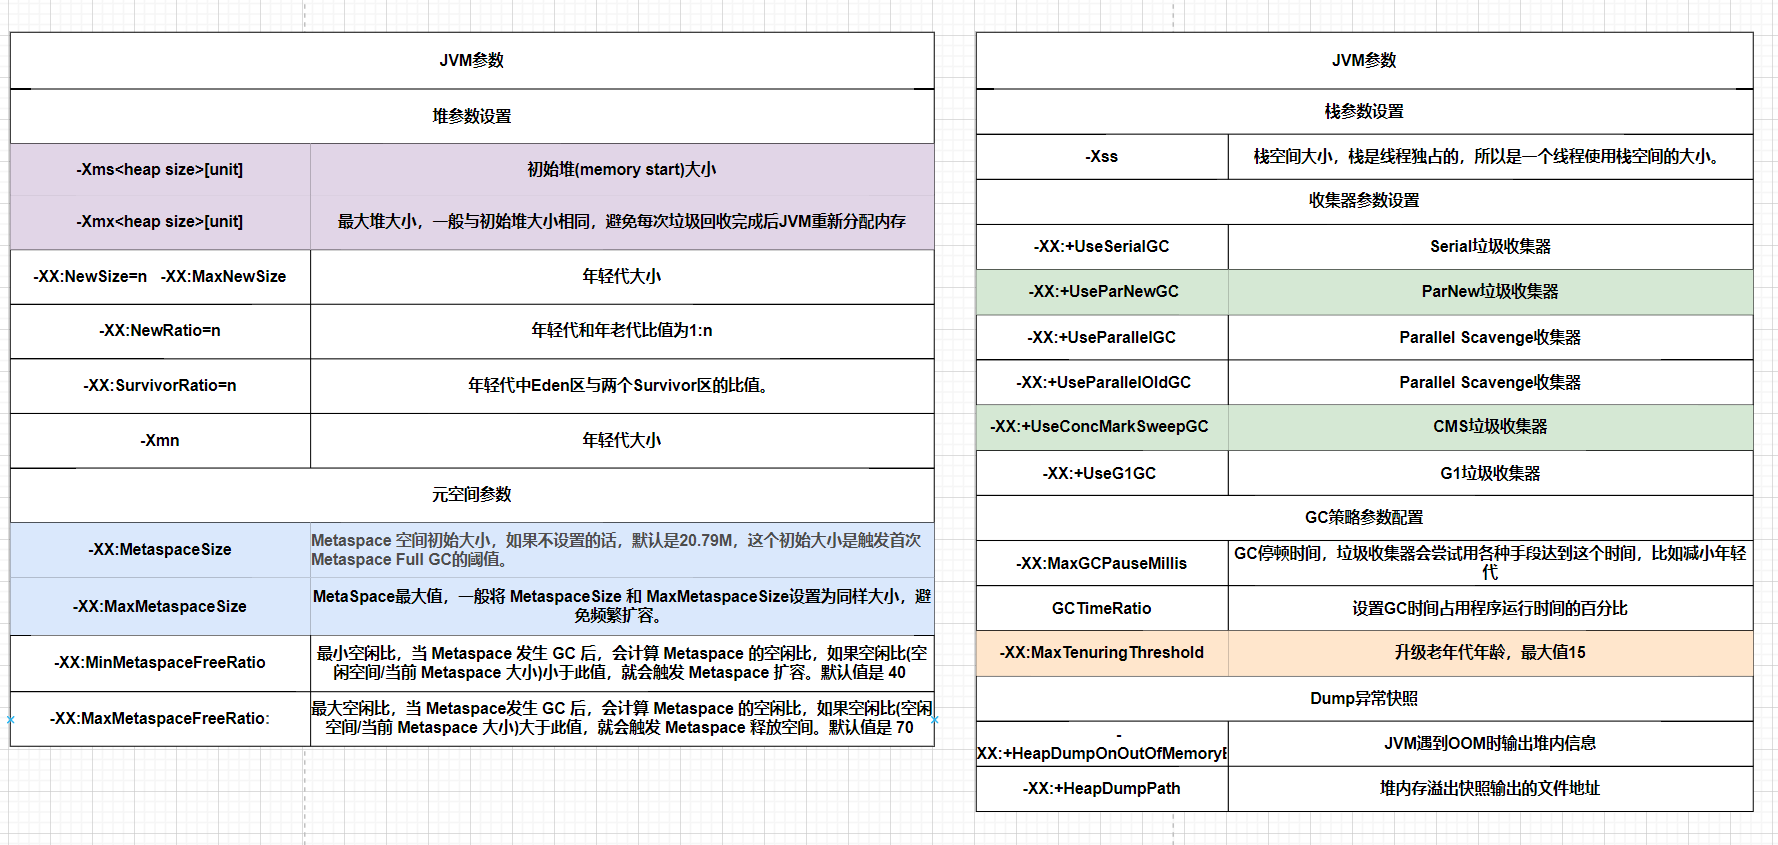 JVM参数
堆参数设置
-Xms<heap size>[unit]
初始堆(memory start)大小
-Xmx<heap size>[unit]
最大堆大小，一般与初始堆大小相同，避免每次垃圾回收完成后JVM重新分配内存
-XX:NewSize=n -XX:MaxNewSize
年轻代大小
-XX:NewRatio=n
年轻代和年老代比值为1:n
-XX:SurvivorRatio=n
年轻代中Eden区与两个Survivor区的比值。
-Xmn
年轻代大小
元空间参数
-XX:MetaspaceSize
Metaspace 空间初始大小，如果不设置的话，默认是20.79M，这个初始大小是触发首次
Metaspace Full GC的阈值。
-XX:MaxMetaspaceSize
MetaSpace最大值，一般将 MetaspaceSize 和 MaxMetaspaceSize设置为同样大小，避
免频繁扩容。
-XX:MinMetaspaceFreeRatio
最小空闲比，当 Metaspace 发生 GC 后，会计算 Metaspace 的空闲比，如果空闲比(空
闲空间/当前 Metaspace 大小)小于此值，就会触发 Metaspace 扩容。默认值是 40
-XX:MaxMetaspaceFreeRatio:
最大空闲比，当 Metaspace发生 GC 后，会计算 Metaspace 的空闲比，如果空闲比(空闲
空间/当前 Metaspace 大小)大于此值，就会触发 Metaspace 释放空间。默认值是 70
JVM参数
栈参数设置
-Xss
栈空间大小，栈是线程独占的，所以是一个线程使用栈空间的大小。
收集器参数设置
-XX:+UseSerialGC
Serial垃圾收集器
-XX:+UseParNewGC
ParNew垃圾收集器
-XX:+UseParallelGC
Parallel Scavenge收集器
-XX:+UseParallelOldGC
Parallel Scavenge收集器
-XX:+UseConcMarkSweepGC
CMS垃圾收集器
-XX:+UseG1GC
G1垃圾收集器
GC策略参数配置
-XX:MaxGCPauseMillis
GC停顿时间，垃圾收集器会尝试用各种手段达到这个时间，比如减小年轻
代
GCTimeRatio
设置GC时间占用程序运行时间的百分比
-XX:MaxTenuringThreshold
升级老年代年龄，最大值15
Dump异常快照
-
XX:+HeapDumpOnOutOfMemoryE
JVM遇到OOM时输出堆内信息
-XX:+HeapDumpPath
堆内存溢出快照输出的文件地址